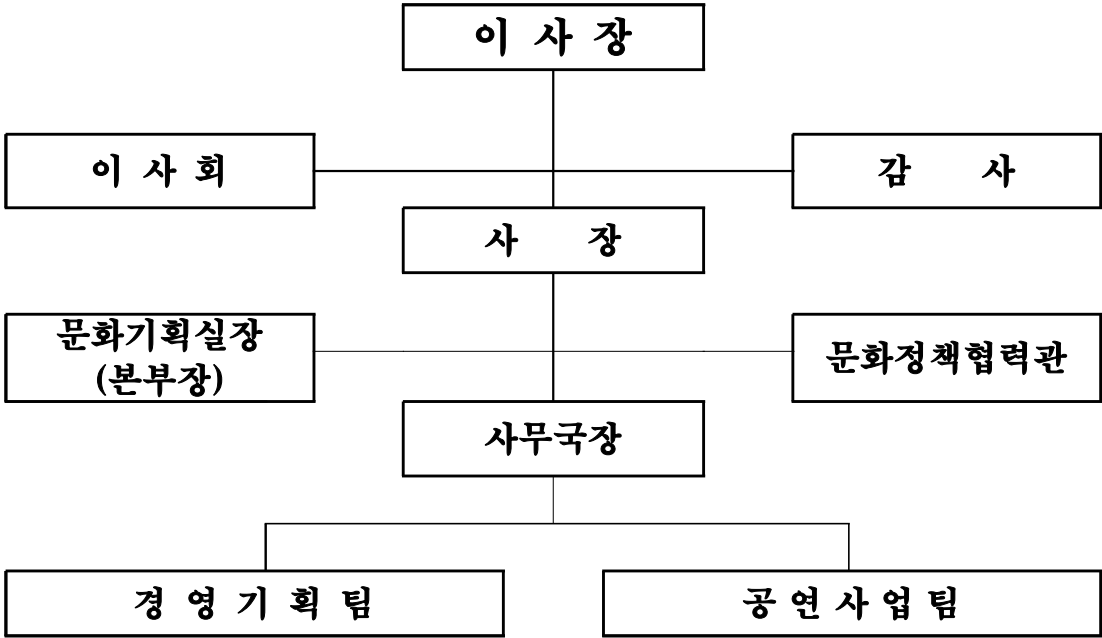 이 사 장
이 사 회
감 사
사 장
문화기획실장
(본부장)
문화정책협력관
사무국장
경 영 기 획 팀
공 연 사 업 팀